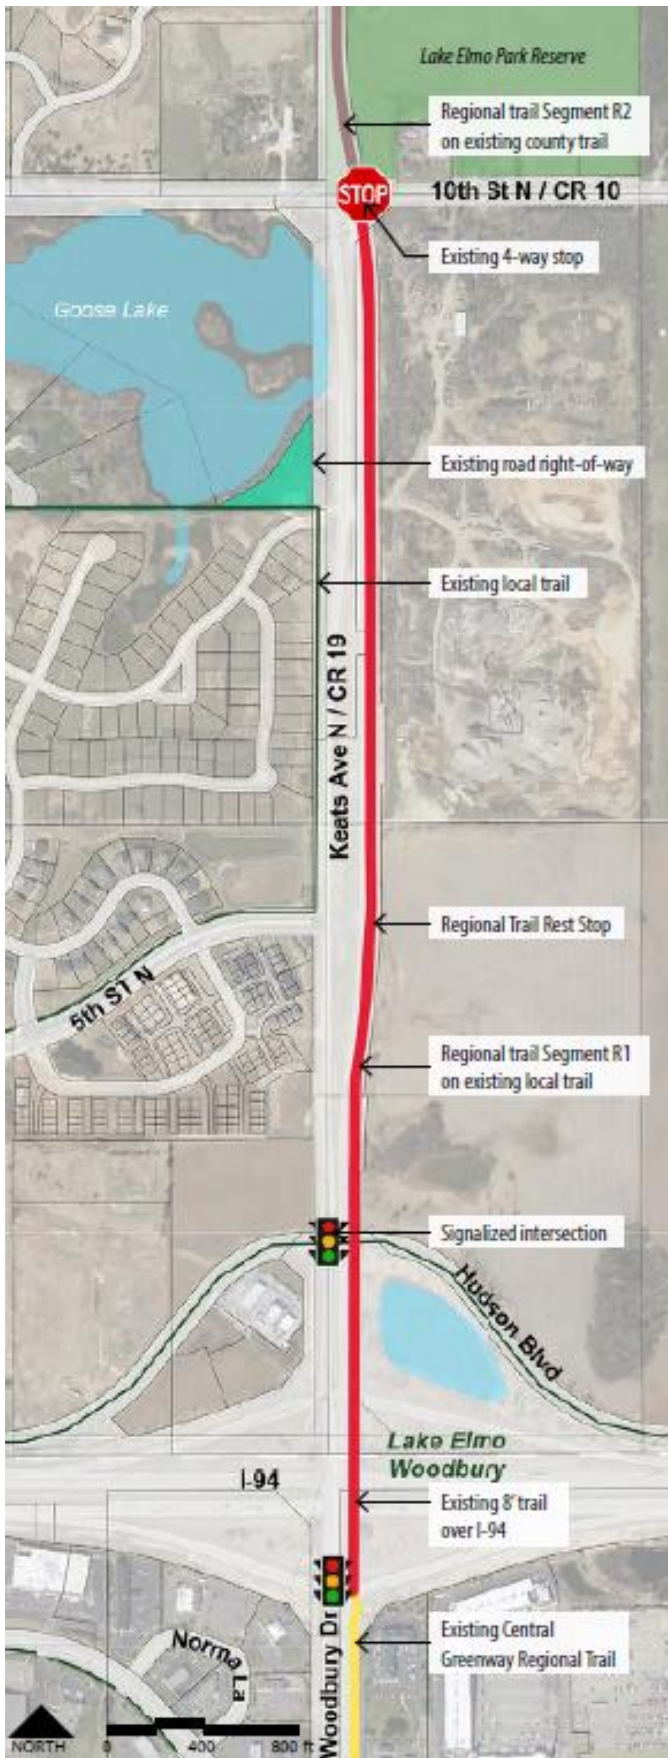 Lake Elmo Park Reserve
Regional trail Segment R2
on existing county trail
STOP
10th St N / CR 10
Existing 4-way stop
Goose Lake
Existing road right-of-way
Existing local trail
Keats Ave N / CR 19
Regional Trail Rest Stop
5th ST N
Regional trail Segment R1
on existing local trail
Signalized intersection
Hudson Blvd
Lake Elmo
Woodbury
I-94
Existing 8' trail
over I-94
Existing Central
Greenway Regional Trail
Norma La
Woodbury Dr
NORTH
0 400 800 ft